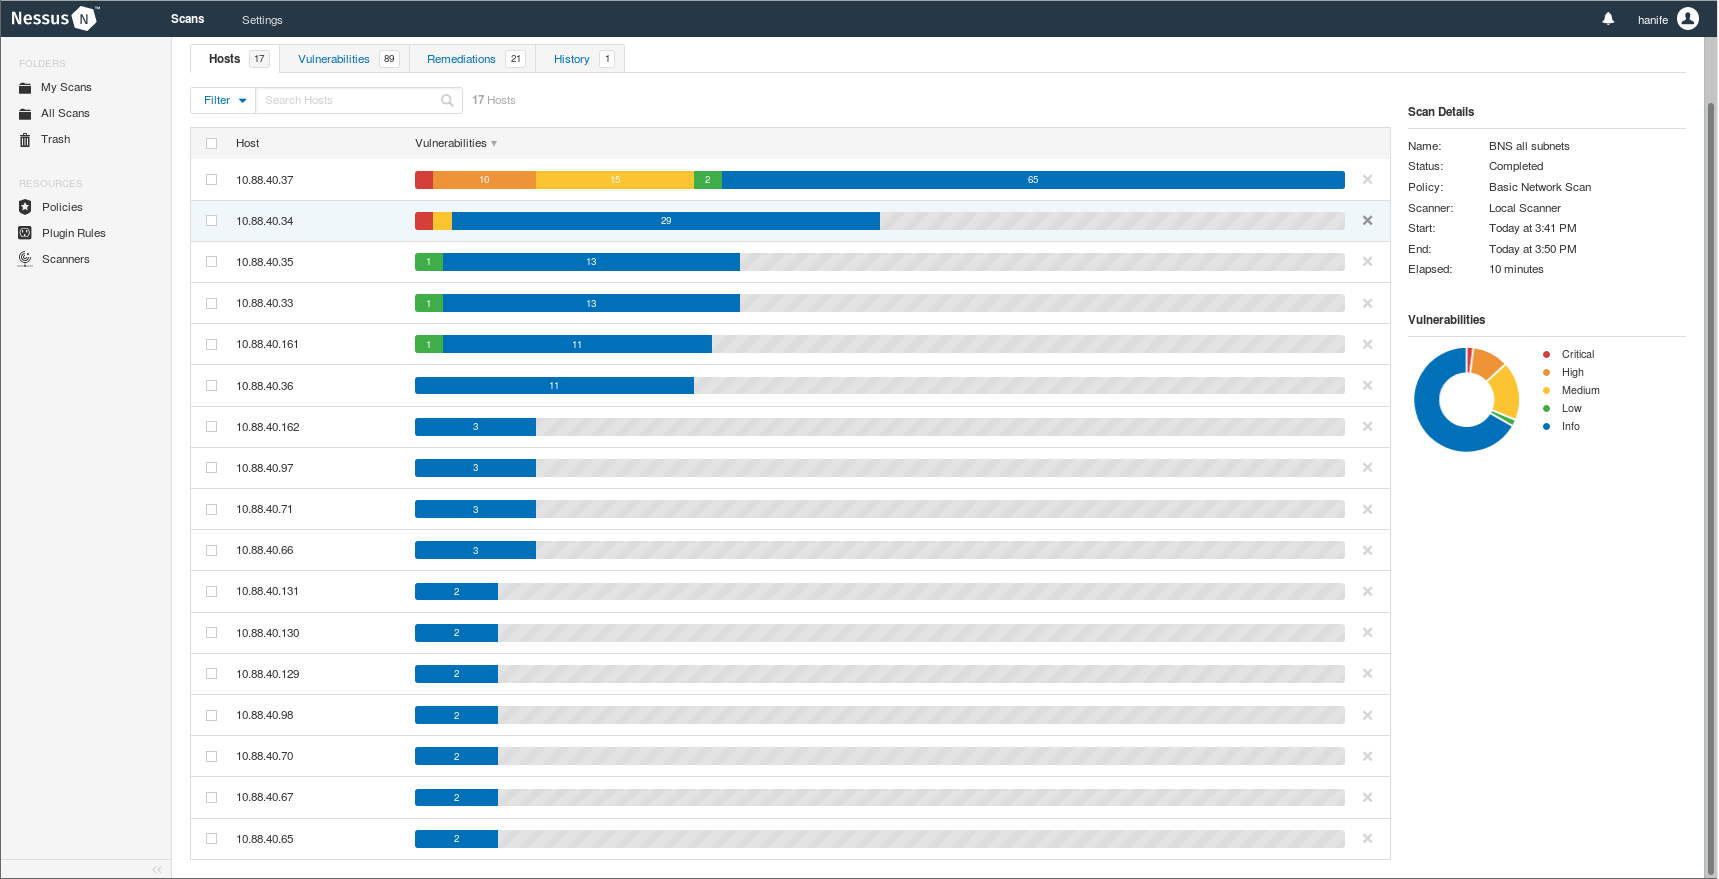 Nessus N ™
Scans
Settings
hanife
FOLDERS
My Scans
All Scans
Trash
RESOURCES
Policies
Plugin Rules
Scanners
Hosts 17
Vulnerabilities 89
Remediations 21
History 1
Filter
Search Hosts
17 Hosts
Host Vulnerabilities
10.88.40.37 10 15 2 65
10.88.40.34 29
10.88.40.35 1 13
10.88.40.33 1 13
10.88.40.161 1 11
10.88.40.36 11
10.88.40.162 3
10.88.40.97 3
10.88.40.71 3
10.88.40.66 3
10.88.40.131 2
10.88.40.130 2
10.88.40.129 2
10.88.40.98 2
10.88.40.70 2
10.88.40.67 2
10.88.40.65 2
Scan Details
Name: BNS all subnets
Status: Completed
Policy: Basic Network Scan
Scanner: Local Scanner
Start: Today at 3:41 PM
End: Today at 3:50 PM
Elapsed: 10 minutes
Vulnerabilities
Critical
High
Medium
Low
Info